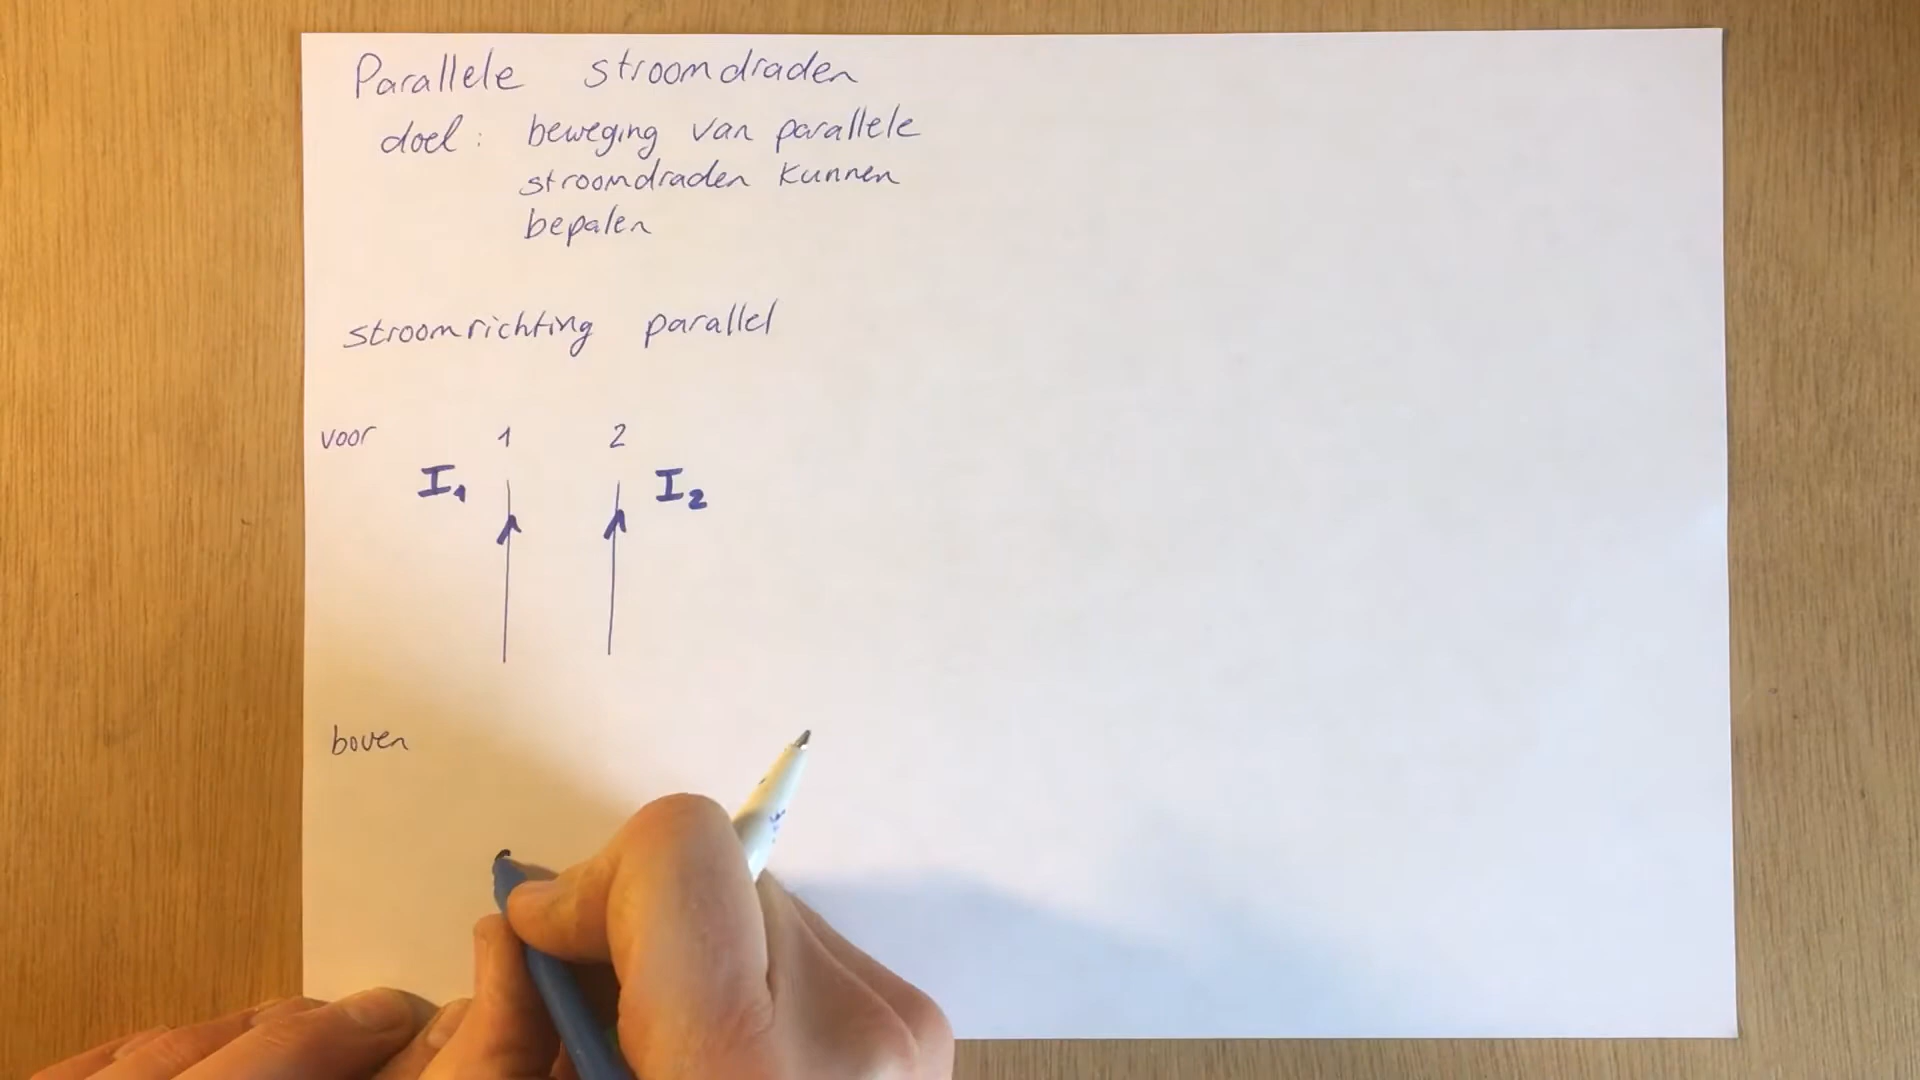 Parallele stroomdraden
doel: beweging van parallele
stroomdraden kunnen
bepalen
stroomrichting parallel
voor 1 2
I₁ I₂
boven